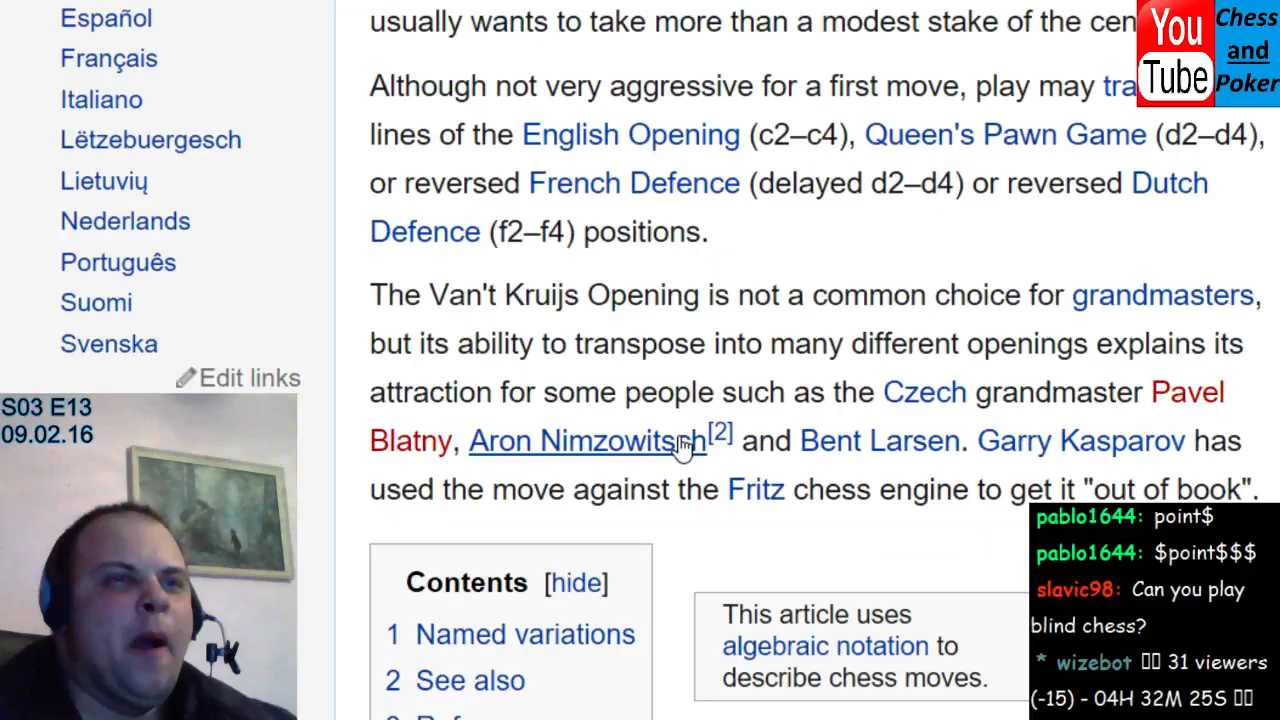 Español
Français
Italiano
Lëtzebuergesch
Lietuvių
Nederlands
Português
Suomi
Svenska
Edit links
S03 E13
09.02.16
usually wants to take more than a modest stake of the cen
Although not very aggressive for a first move, play may tra
lines of the English Opening (c2–c4), Queen's Pawn Game (d2–d4),
or reversed French Defence (delayed d2–d4) or reversed Dutch
Defence (f2–f4) positions.
The Van't Kruijs Opening is not a common choice for grandmasters,
but its ability to transpose into many different openings explains its
attraction for some people such as the Czech grandmaster Pavel
Blatny, Aron Nimzowitsch[2] and Bent Larsen. Garry Kasparov has
used the move against the Fritz chess engine to get it "out of book".
Contents [hide]
1 Named variations
2 See also
This article uses
algebraic notation to
describe chess moves.
You
Tube
Chess
and
Poker
pablo1644: point$
pablo1644: $point$$$
slavic98: Can you play
blind chess?
* wizebot 31 viewers
(-15) - 04H 32M 25S